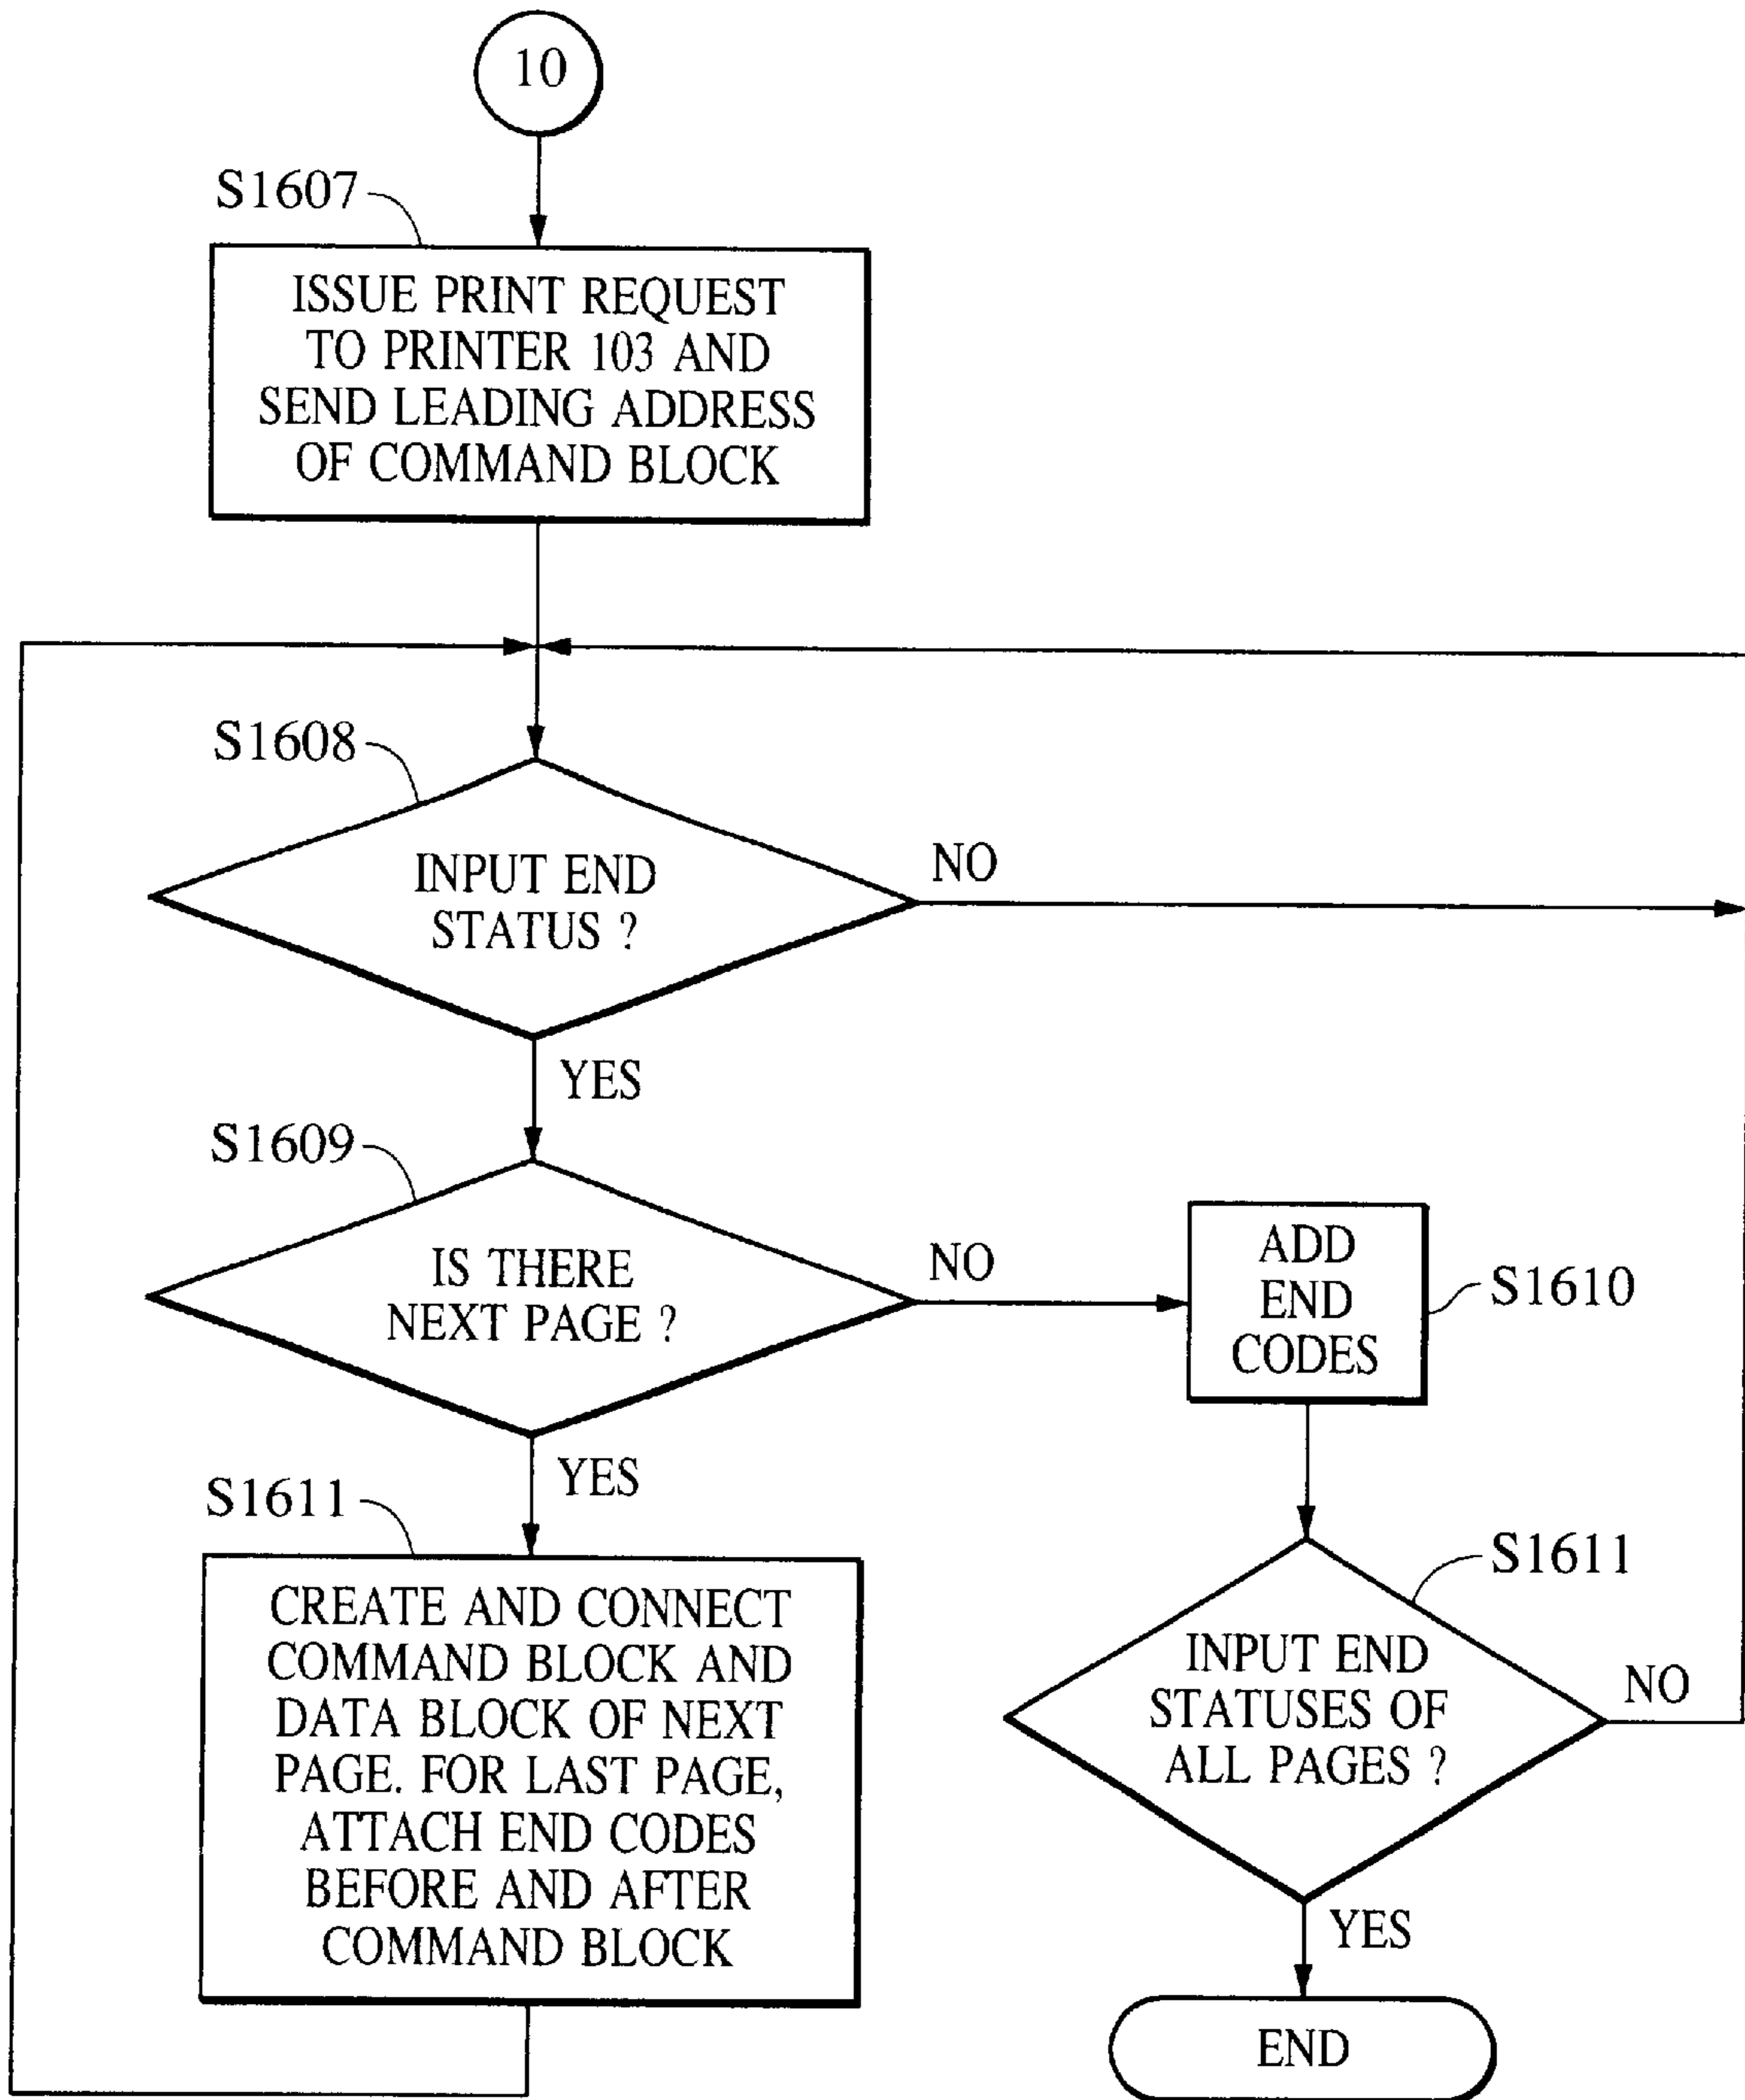 10
S1607
ISSUE PRINT REQUEST
TO PRINTER 103 AND
SEND LEADING ADDRESS
OF COMMAND BLOCK
S1608
INPUT END
STATUS ?
NO
YES
S1609
IS THERE
NEXT PAGE ?
NO
ADD
END
CODES
S1610
YES
S1611
CREATE AND CONNECT
COMMAND BLOCK AND
DATA BLOCK OF NEXT
PAGE. FOR LAST PAGE,
ATTACH END CODES
BEFORE AND AFTER
COMMAND BLOCK
S1611
INPUT END
STATUSES OF
ALL PAGES ?
NO
YES
END